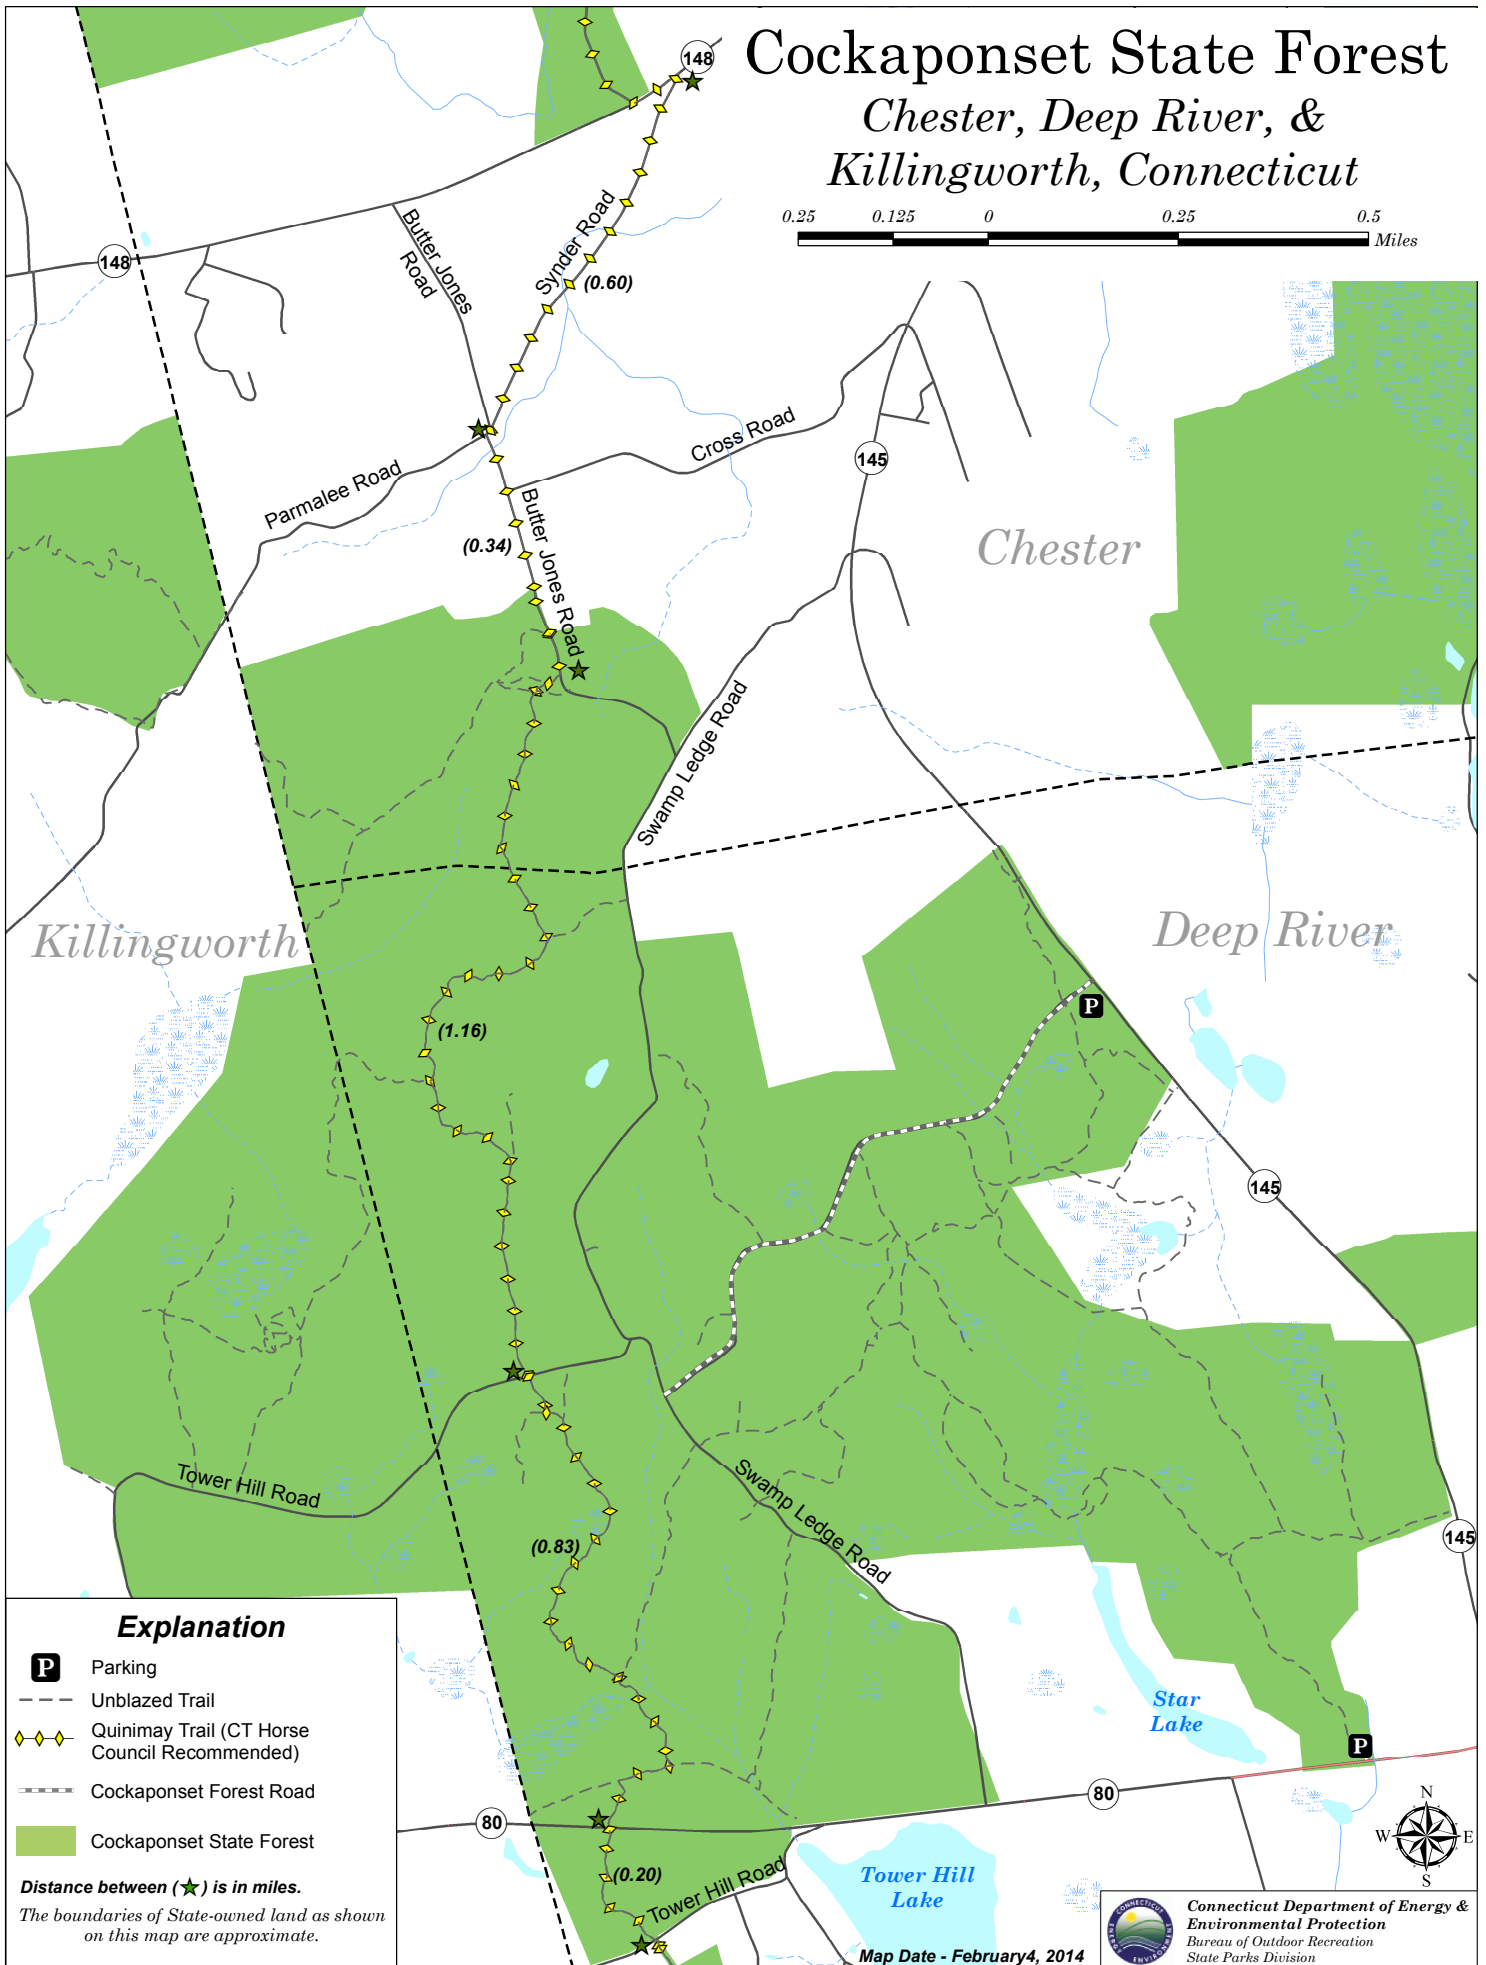 Cockaponset State Forest
Chester, Deep River, &
Killingworth, Connecticut
0.25 0.125 0 0.25 0.5
Miles
148
148
Butter Jones
Road
Synder Road
(0.60)
Cross Road
145
Parmalee Road
(0.34)
Butter Jones Road
Chester
Swamp Ledge Road
Killingworth
Deep River
P
(1.16)
145
Tower Hill Road
Swamp Ledge Road
(0.83)
145
Star
Lake
P
80
80
(0.20)
Tower Hill Road
Tower Hill
Lake
N
W E
S
Explanation
P Parking
Unblazed Trail
Quinimay Trail (CT Horse
Council Recommended)
Cockaponset Forest Road
Cockaponset State Forest
Distance between (★) is in miles.
The boundaries of State-owned land as shown
on this map are approximate.
Map Date - February4, 2014
CONNECTICUT
ENERGY ENVIRONMENT
Connecticut Department of Energy &
Environmental Protection
Bureau of Outdoor Recreation
State Parks Division